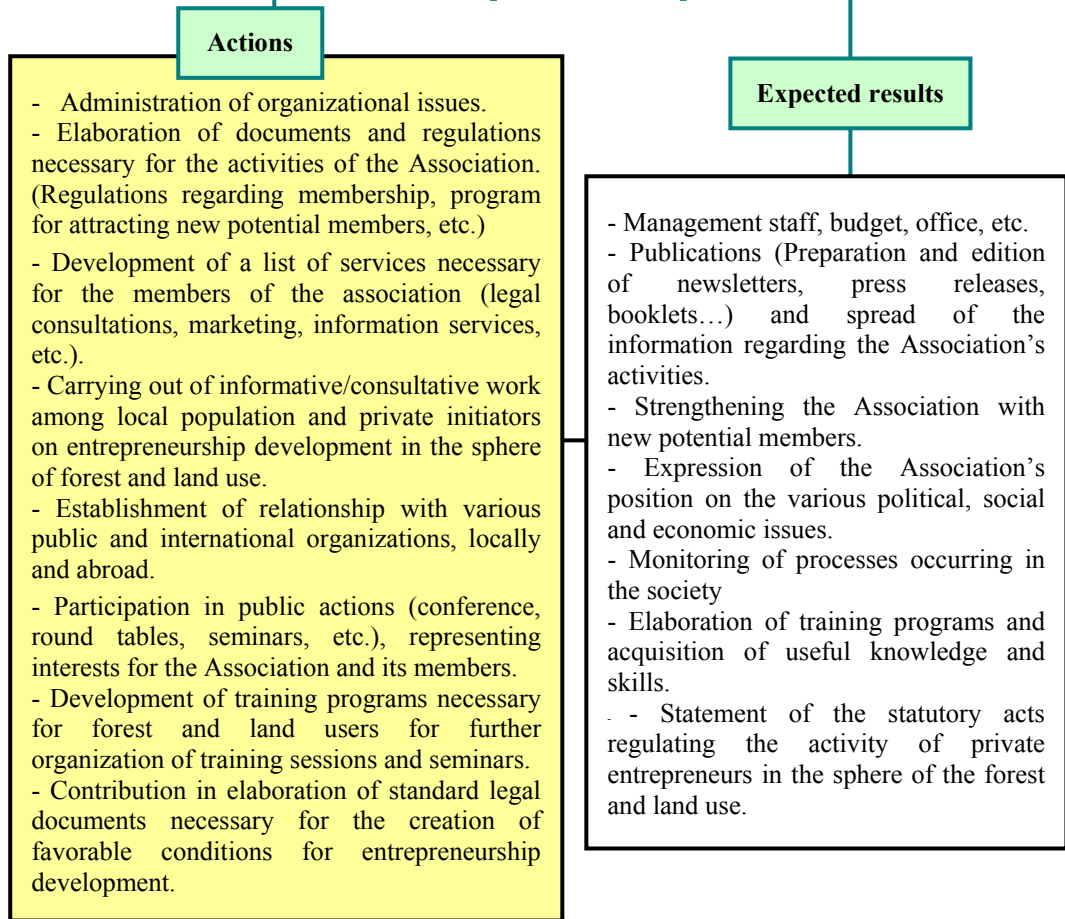 Actions
- Administration of organizational issues.
- Elaboration of documents and regulations
necessary for the activities of the Association.
(Regulations regarding membership, program
for attracting new potential members, etc.)
- Development of a list of services necessary
for the members of the association (legal
consultations, marketing, information services,
etc.).
- Carrying out of informative/consultative work
among local population and private initiators
on entrepreneurship development in the sphere
of forest and land use.
- Establishment of relationship with various
public and international organizations, locally
and abroad.
- Participation in public actions (conference,
round tables, seminars, etc.), representing
interests for the Association and its members.
- Development of training programs necessary
for forest and land users for further
organization of training sessions and seminars.
- Contribution in elaboration of standard legal
documents necessary for the creation of
favorable conditions for entrepreneurship
development.
Expected results
- Management staff, budget, office, etc.
- Publications (Preparation and edition
of newsletters, press releases,
booklets…) and spread of the
information regarding the Association’s
activities.
- Strengthening the Association with
new potential members.
- Expression of the Association’s
position on the various political, social
and economic issues.
- Monitoring of processes occurring in
the society
- Elaboration of training programs and
acquisition of useful knowledge and
skills.
- - Statement of the statutory acts
regulating the activity of private
entrepreneurs in the sphere of the forest
and land use.